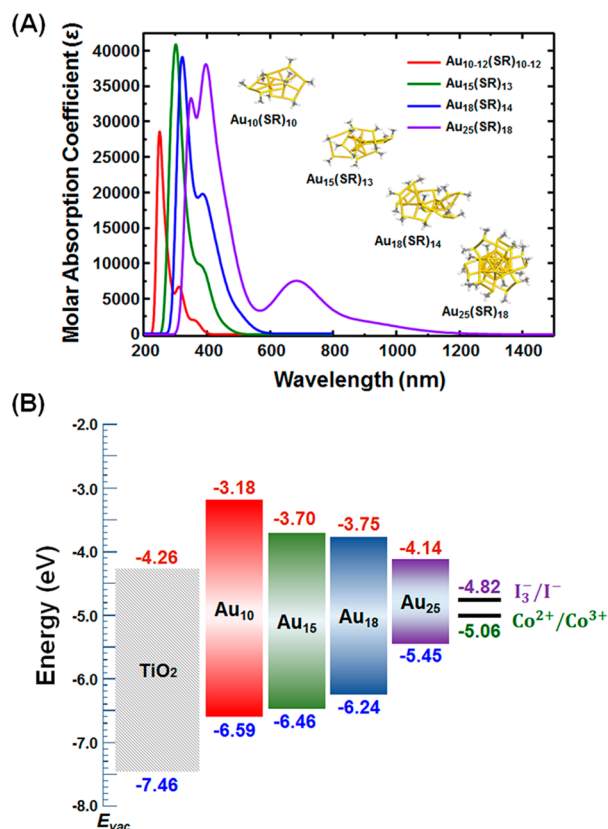 (A)
Molar Absorption Coefficient (ε)
40000
35000
30000
25000
20000
15000
10000
5000
0
Au10-12(SR)10-12
Au15(SR)13
Au18(SR)14
Au25(SR)18
Au10(SR)10
Au15(SR)13
Au18(SR)14
Au25(SR)18
200 400 600 800 1000 1200 1400
Wavelength (nm)
(B)
Energy (eV)
-2.0
-3.0
-4.0
-5.0
-6.0
-7.0
-8.0
Evac
-4.26
TiO2
-7.46
-3.18
Au10
-6.59
-3.70
Au15
-6.46
-3.75
Au18
-6.24
-4.14
Au25
-5.45
-4.82
I3−/I−
Co2+/Co3+
-5.06